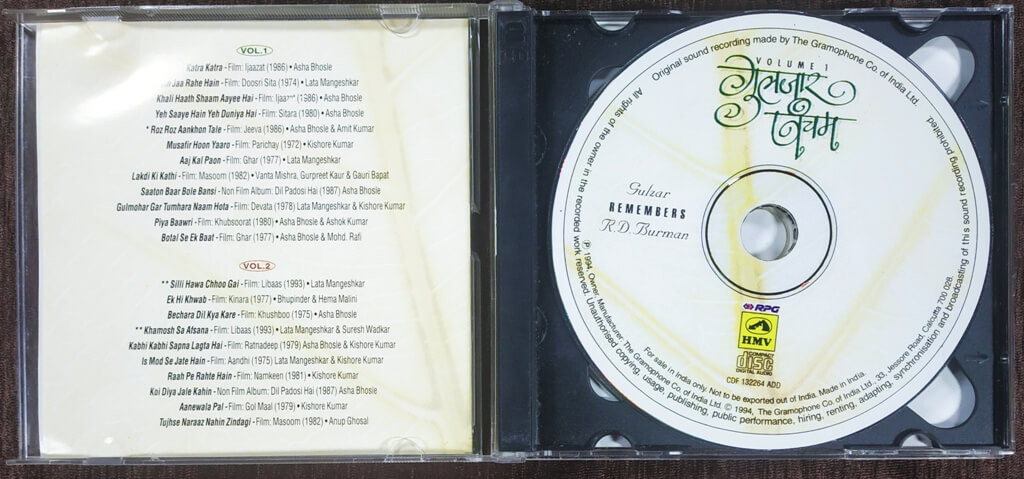 VOL.1
Katra Katra - Film: Ijaazat (1986) • Asha Bhosle
Jaa Rahe Hain - Film: Doosri Sita (1974) • Lata Mangeshkar
Khali Haath Shaam Aayee Hai - Film: Ijaazat (1986) • Asha Bhosle
Yeh Saaye Hain Yeh Duniya Hai - Film: Sitara (1980) • Asha Bhosle
* Roz Roz Aankhon Tale - Film: Jeeva (1986) • Asha Bhosle & Amit Kumar
Musafir Hoon Yaaro - Film: Parichay (1972) • Kishore Kumar
Aaj Kal Paon - Film: Ghar (1977) • Lata Mangeshkar
Lakdi Ki Kathi - Film: Masoom (1982) • Vanta Mishra, Gurpreet Kaur & Gauri Bapat
Saaton Baar Bole Bansi - Non Film Album: Dil Padosi Hai (1987) Asha Bhosle
Gulmohar Gar Tumhara Naam Hota - Film: Devata (1978) Lata Mangeshkar & Kishore Kumar
Piya Baawri - Film: Khubsoorat (1980) • Asha Bhosle & Ashok Kumar
Botal Se Ek Baat - Film: Ghar (1977) • Asha Bhosle & Mohd. Rafi
VOL.2
** Silli Hawa Chhoo Gai - Film: Libaas (1993) • Lata Mangeshkar
Ek Hi Khwab - Film: Kinara (1977) • Bhupinder & Hema Malini
Bechara Dil Kya Kare - Film: Khushboo (1975) • Asha Bhosle
** Khamosh Sa Afsana - Film: Libaas (1993) • Lata Mangeshkar & Suresh Wadkar
Kabhi Kabhi Sapna Lagta Hai - Film: Ratnadeep (1979) Asha Bhosle & Kishore Kumar
Is Mod Se Jate Hain - Film: Aandhi (1975) Lata Mangeshkar & Kishore Kumar
Raah Pe Rahte Hain - Film: Namkeen (1981) • Kishore Kumar
Koi Diya Jale Kahin - Non Film Album: Dil Padosi Hai (1987) Asha Bhosle
Aanewala Pal - Film: Gol Maal (1979) • Kishore Kumar
Tujhse Naraaz Nahin Zindagi - Film: Masoom (1982) • Anup Ghosal
Original sound recording made by The Gramophone Co. of India Ltd.
VOLUME 1
गुलज़ार
पंचम
Gulzar
REMEMBERS
R.D. Burman
RPG
HMV
COMPACT
disc
DIGITAL AUDIO
CDF 132264 ADD
For sale in India only. Not to be exported out of India. Made in India.
℗ 1994, Owner, Manufacturer: The Gramophone Co. of India Ltd. © 1994, The Gramophone Co. of India Ltd., 33, Jessore Road, Calcutta 700 028.
All rights of the owner in the recorded work reserved. Unauthorised copying, usage, publishing, public performance, hiring, renting, adapting, synchronisation and broadcasting of this sound recording prohibited.